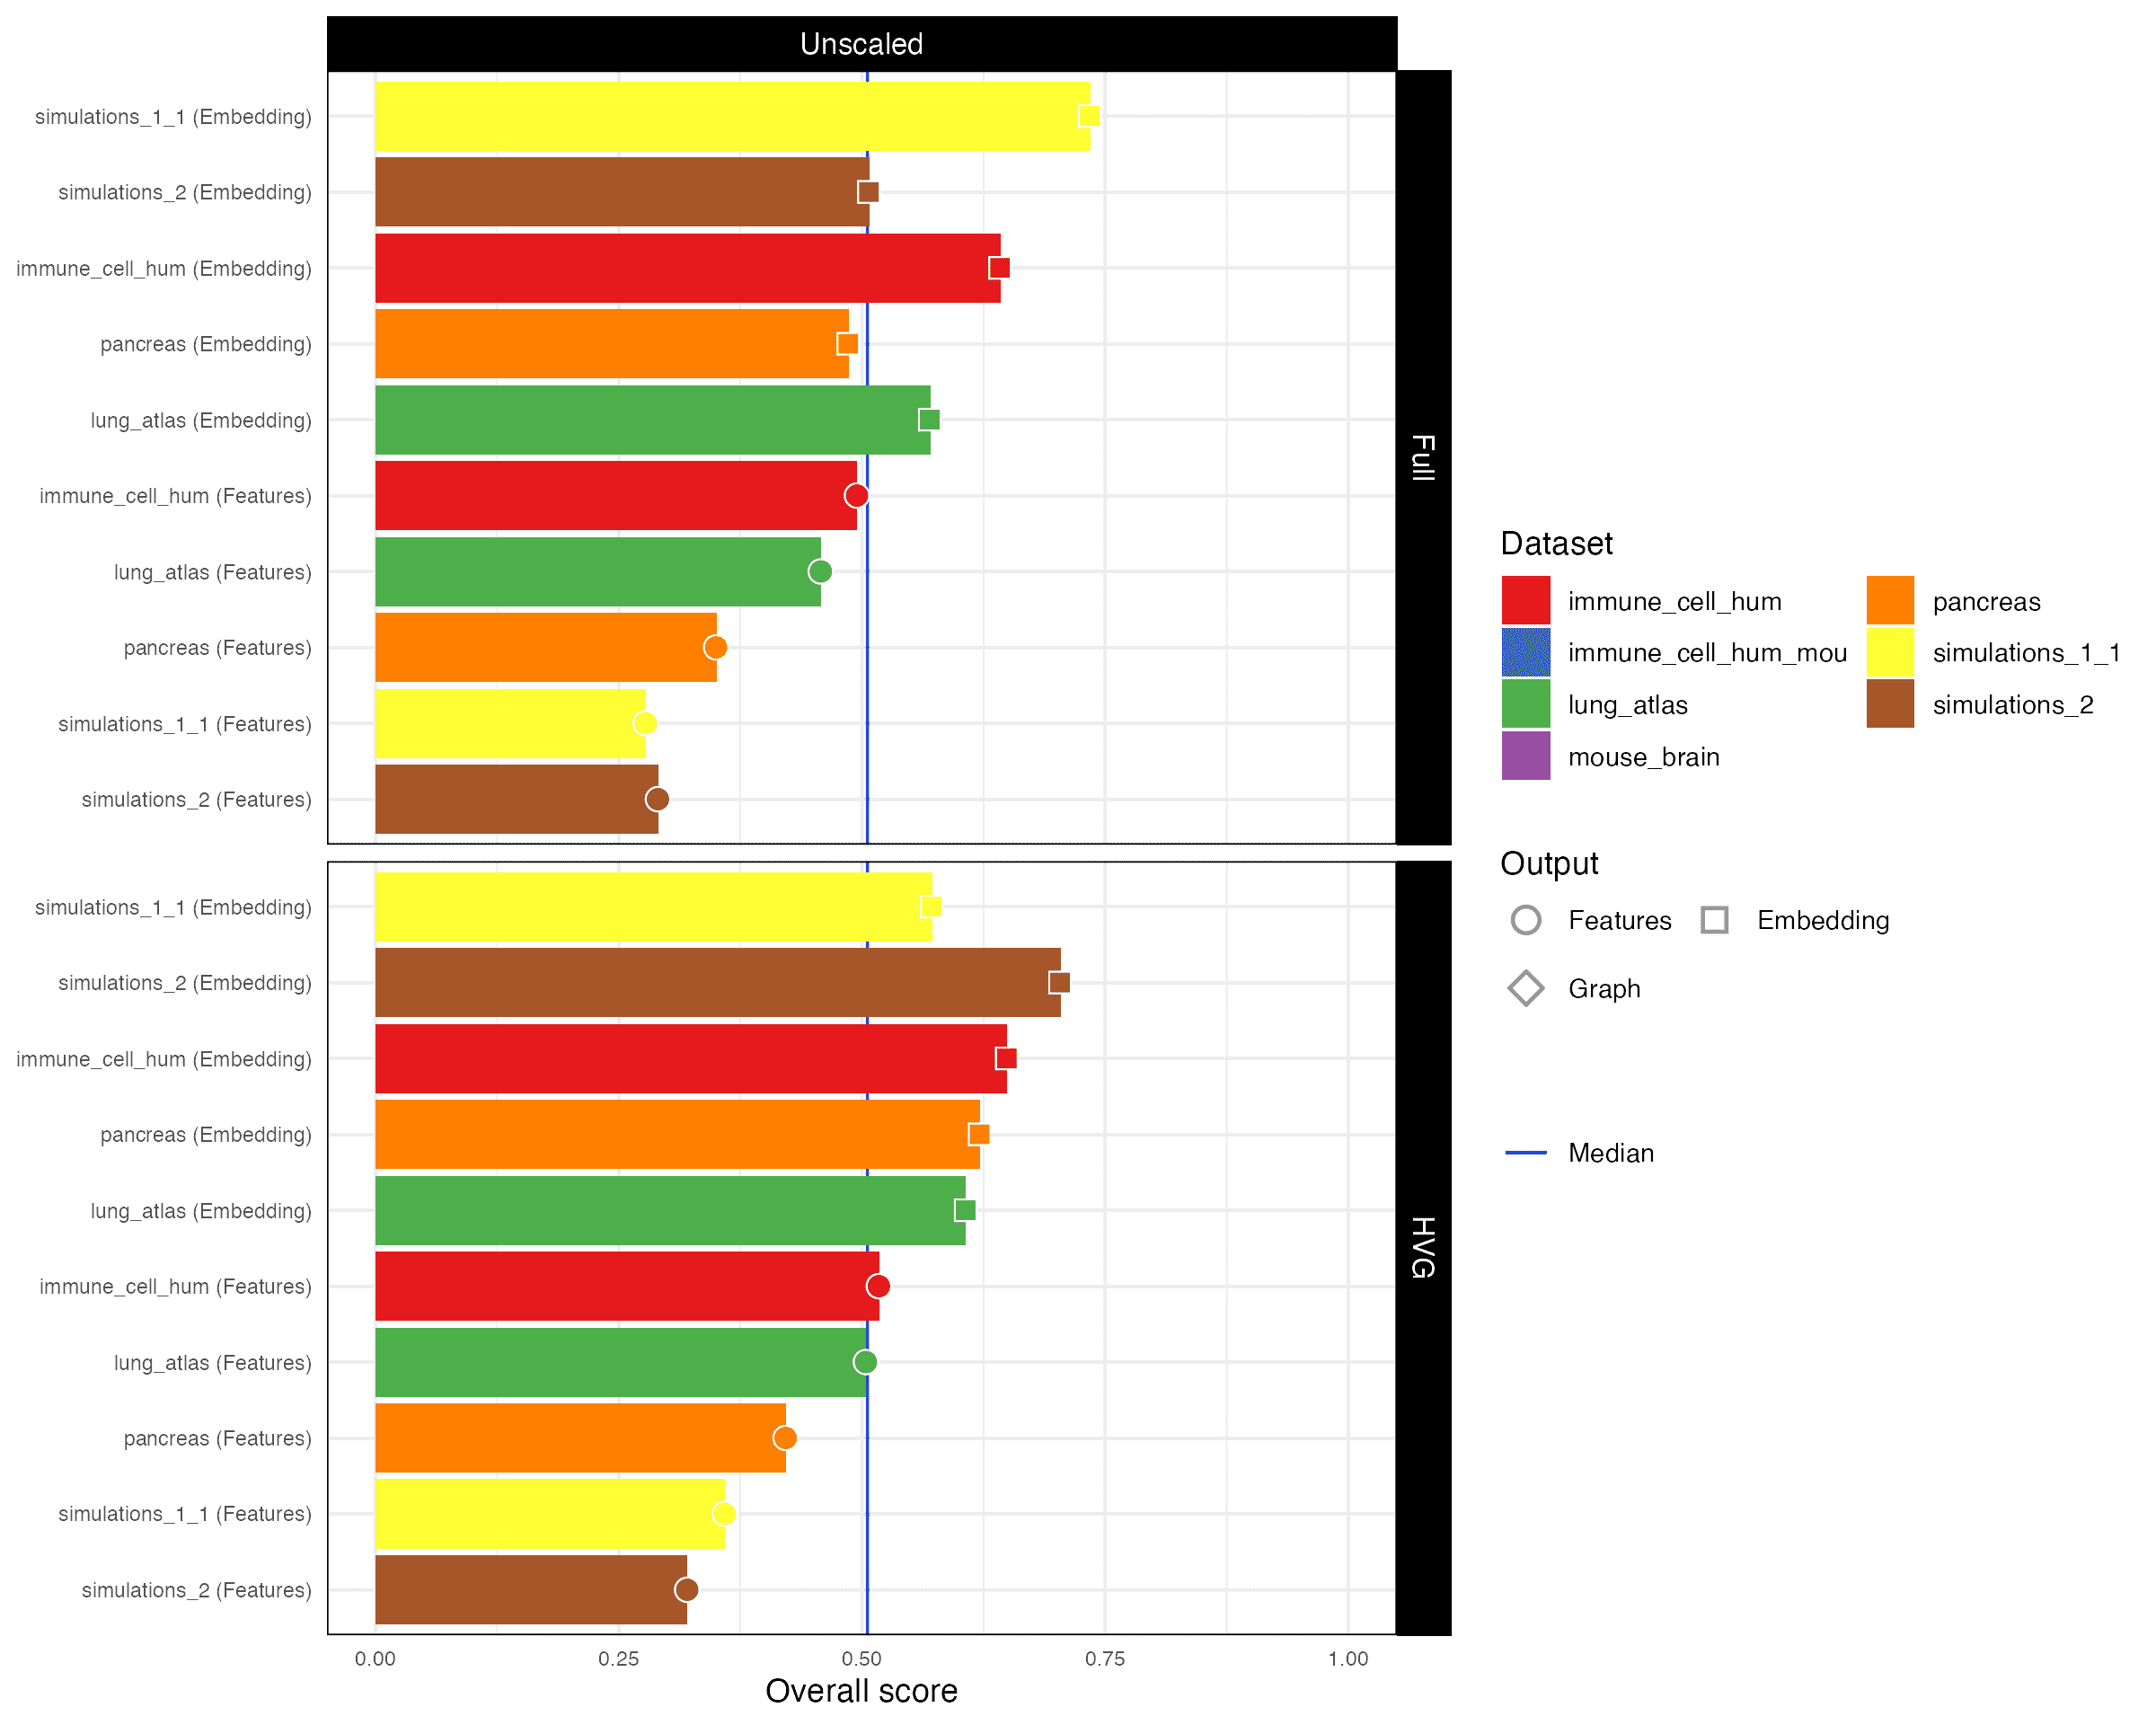 Unscaled
simulations_1_1 (Embedding)
simulations_2 (Embedding)
immune_cell_hum (Embedding)
pancreas (Embedding)
lung_atlas (Embedding)
immune_cell_hum (Features)
lung_atlas (Features)
pancreas (Features)
simulations_1_1 (Features)
simulations_2 (Features)
Full
simulations_1_1 (Embedding)
simulations_2 (Embedding)
immune_cell_hum (Embedding)
pancreas (Embedding)
lung_atlas (Embedding)
immune_cell_hum (Features)
lung_atlas (Features)
pancreas (Features)
simulations_1_1 (Features)
simulations_2 (Features)
HVG
0.00 0.25 0.50 0.75 1.00
Overall score
Dataset
immune_cell_hum pancreas
immune_cell_hum_mou simulations_1_1
lung_atlas simulations_2
mouse_brain
Output
Features Embedding
Graph
Median